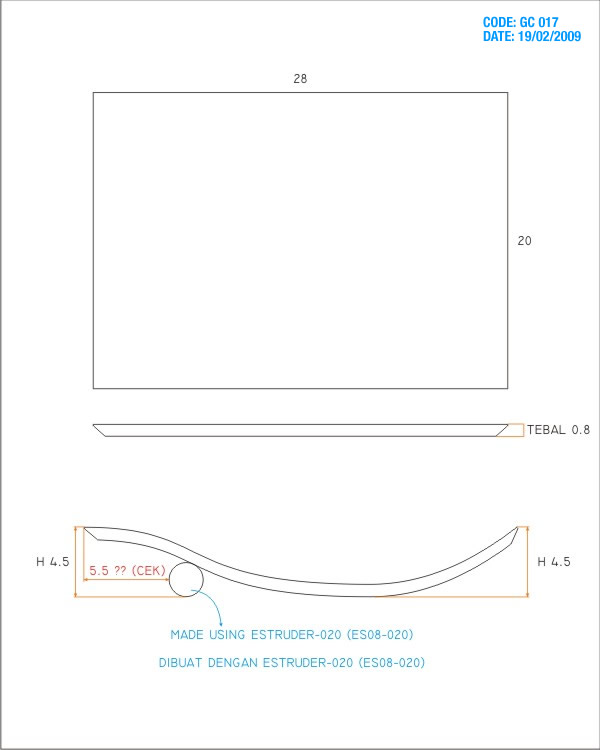 CODE: GC 017
DATE: 19/02/2009
28
20
TEBAL 0.8
H 4.5
5.5 ?? (CEK)
H 4.5
MADE USING ESTRUDER-020 (ES08-020)
DIBUAT DENGAN ESTRUDER-020 (ES08-020)